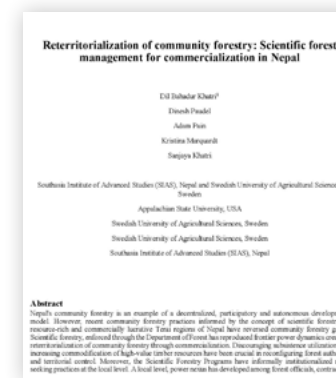 Reterritorialization of community forestry: Scientific forest
management for commercialization in Nepal
Dil Bahadur Khatri
Dinesh Paudel
Adam Pain
Kristina Marquardt
Sanjaya Khatri
Southasia Institute of Advanced Studies (SIAS), Nepal and Swedish University of Agricultural Sciences
Sweden
Appalachian State University, USA
Swedish University of Agricultural Sciences, Sweden
Swedish University of Agricultural Sciences, Sweden
Southasia Institute of Advanced Studies (SIAS), Nepal
Abstract
Nepal's community forestry is an example of a decentralized, participatory and autonomous develop
model. However, recent community forestry practices informed by the concept of scientific forest
resource-rich and commercially lucrative Terai regions of Nepal have reversed community forestry
Scientific forestry, enforced through the Department of Forest has reproduced frontier power dynamics
reterritorialization of community forestry through commercialization. Discouraging subsistence utilization
increasing commodification of high-value timber resources have been crucial in reconfiguring forest
and territorial control. Moreover, the Scientific Forestry Programs have informally institutionalized
seeking practices at the local level. A local level, power nexus has developed among forest officials,